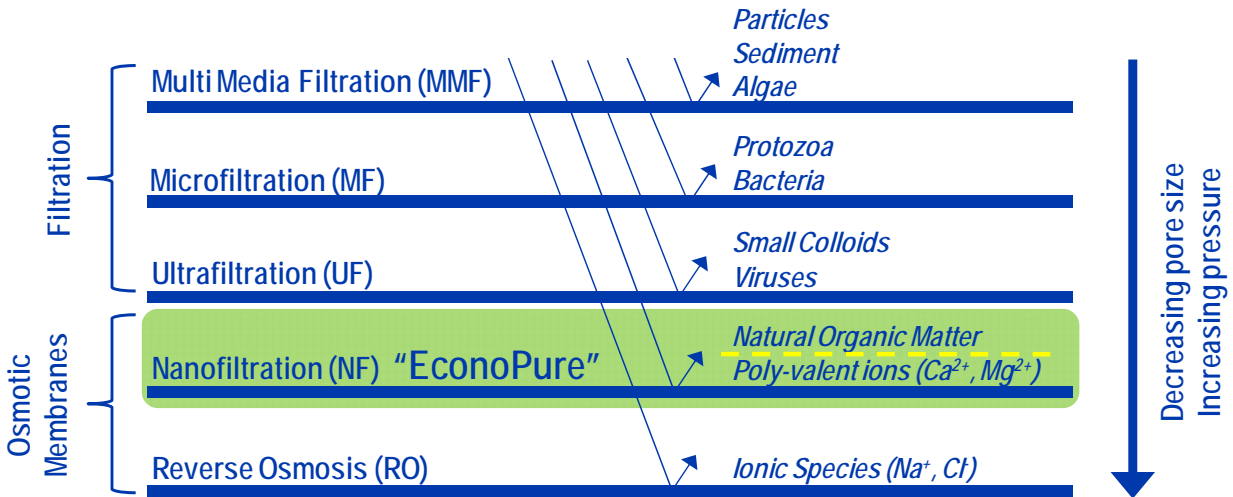 Particles
Sediment
Algae
Multi Media Filtration (MMF)
Protozoa
Bacteria
Microfiltration (MF)
Small Colloids
Viruses
Ultrafiltration (UF)
Filtration
Natural Organic Matter
Nanofiltration (NF) "EconoPure"
Poly-valent ions (Ca²⁺, Mg²⁺)
Reverse Osmosis (RO)
Ionic Species (Na⁺, Cl⁻)
Osmotic
Membranes
Decreasing pore size
Increasing pressure